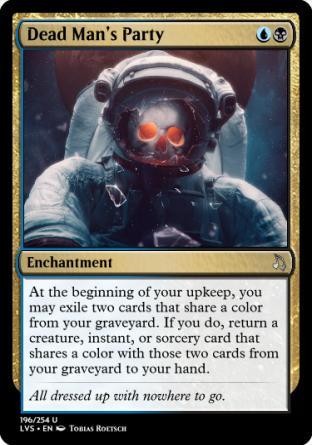 Dead Man's Party
Enchantment
At the beginning of your upkeep, you
may exile two cards that share a color
from your graveyard. If you do, return a
creature, instant, or sorcery card that
shares a color with those two cards from
your graveyard to your hand.
All dressed up with nowhere to go.
196/254 U
LVS • EN Tobias Roetsch